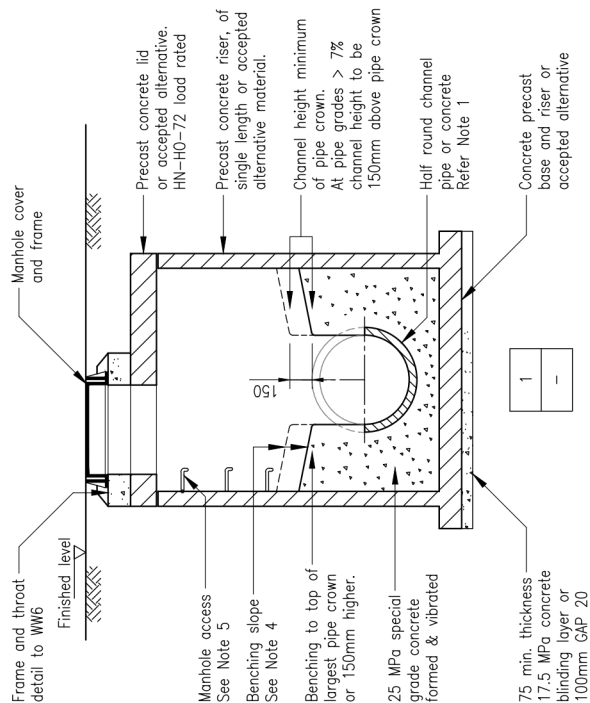 Manhole cover
and frame
Frame and throat
detail to WW6
Finished level
Precast concrete lid
or accepted alternative.
HN-HO-72 load rated
Precast concrete riser, of
single length or accepted
alternative material.
Channel height minimum
of pipe crown.
At pipe grades > 7%
channel height to be
150mm above pipe crown
Half round channel
pipe or concrete
Refer Note 1
Concrete precast
base and riser or
accepted alternative
Manhole access
See Note 5
Benching slope
See Note 4
Benching to top of
largest pipe crown
or 150mm higher.
25 MPa special
grade concrete
formed & vibrated
75 min. thickness
17.5 MPa concrete
blinding layer or
100mm GAP 20
150
1
–